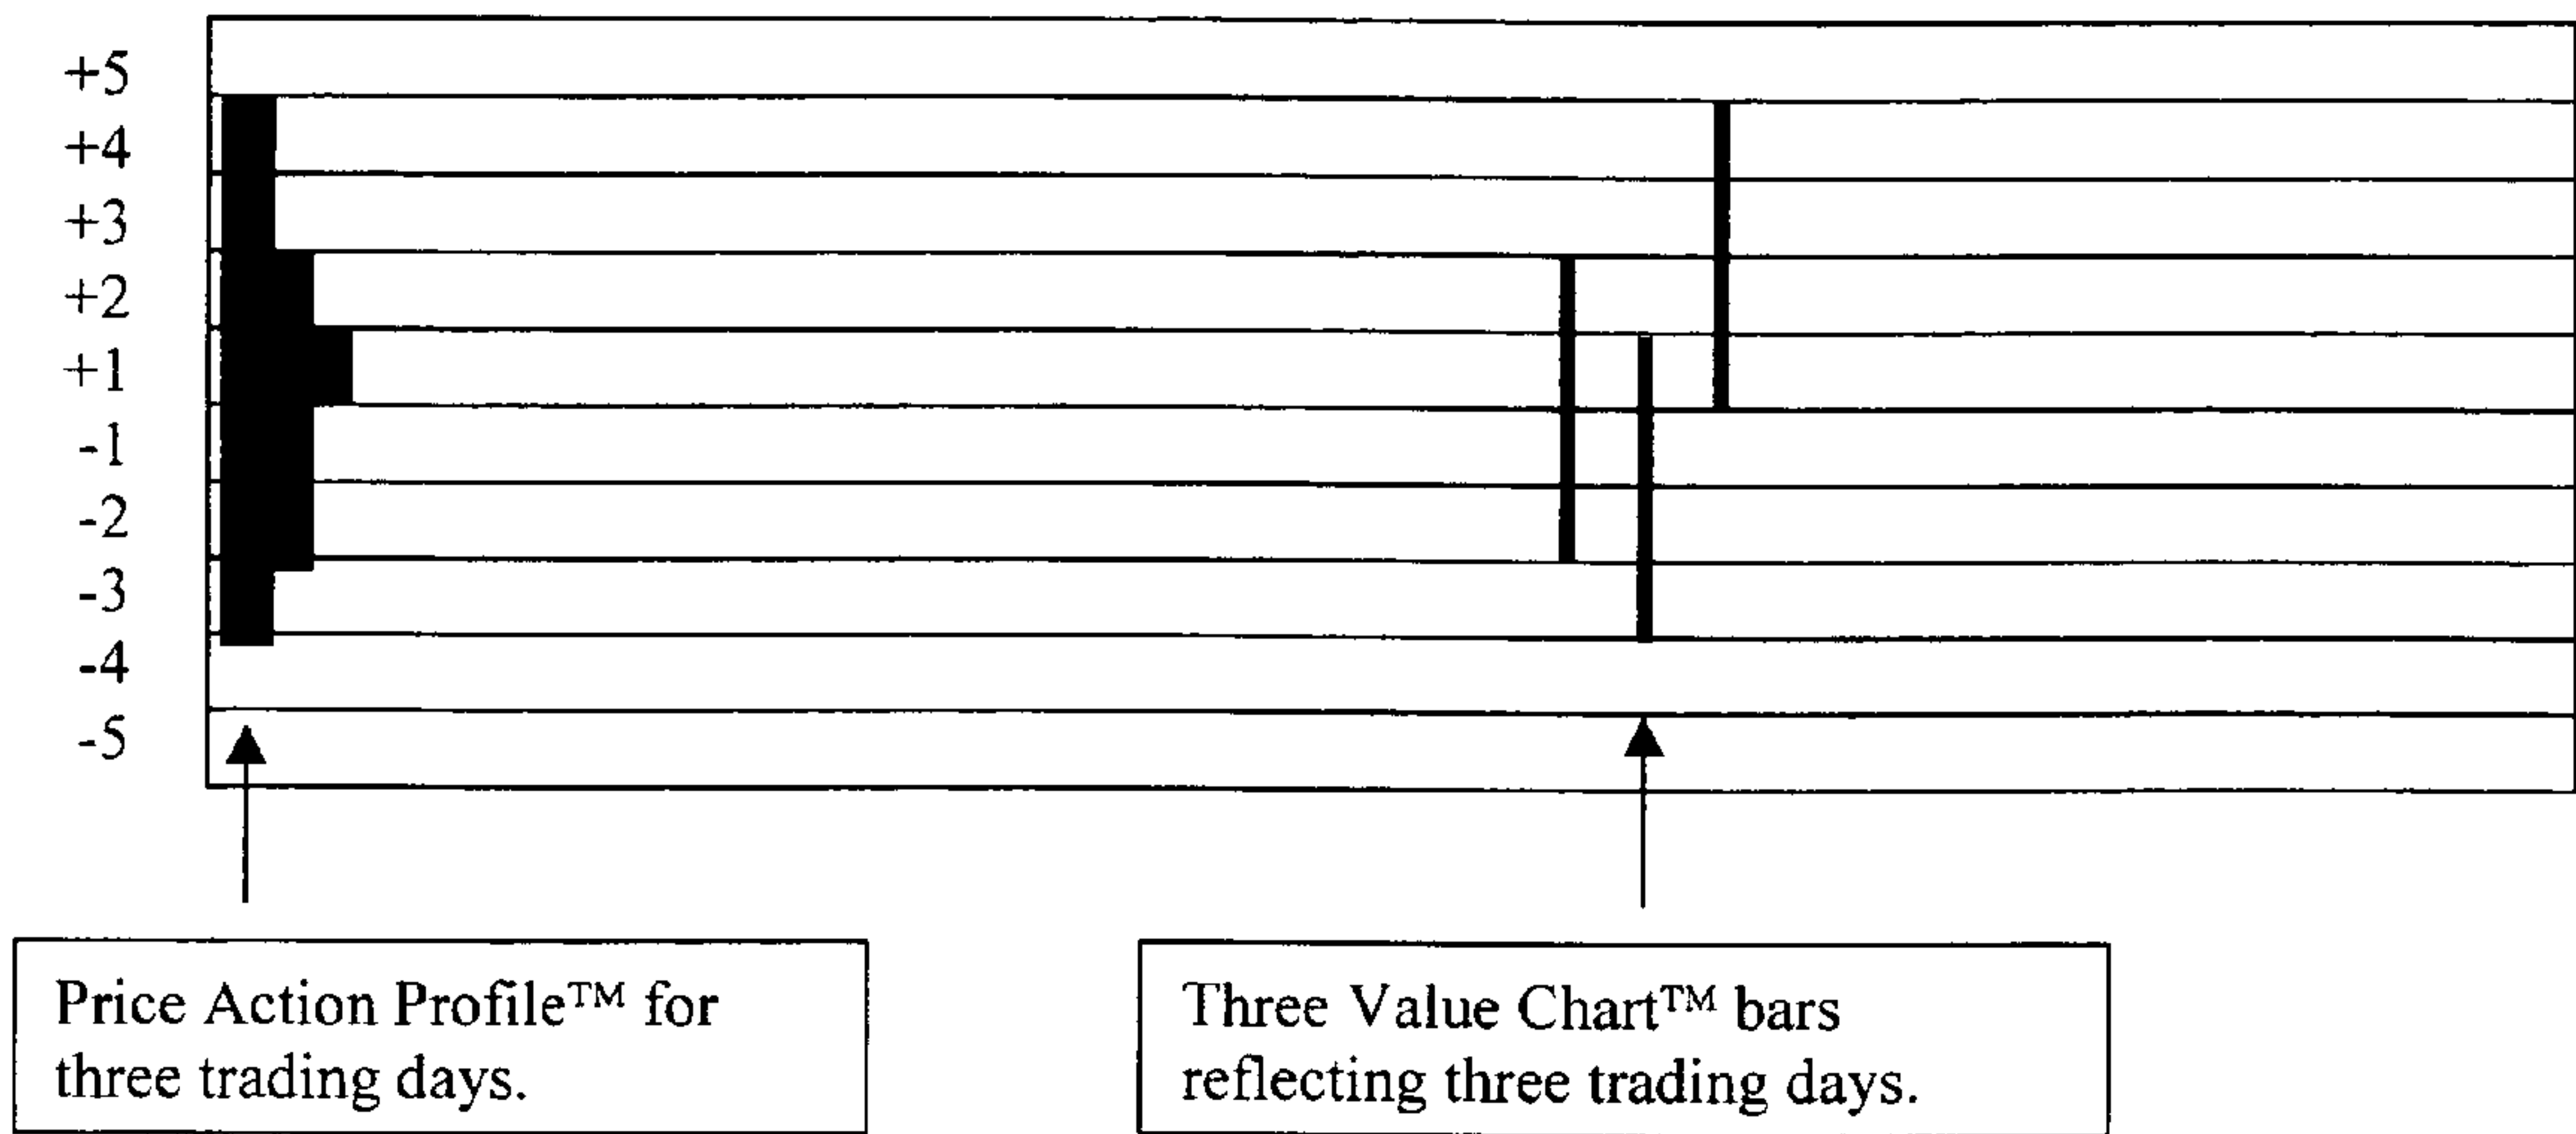 +5
+4
+3
+2
+1
-1
-2
-3
-4
-5
Price Action Profile™ for
three trading days.
Three Value Chart™ bars
reflecting three trading days.